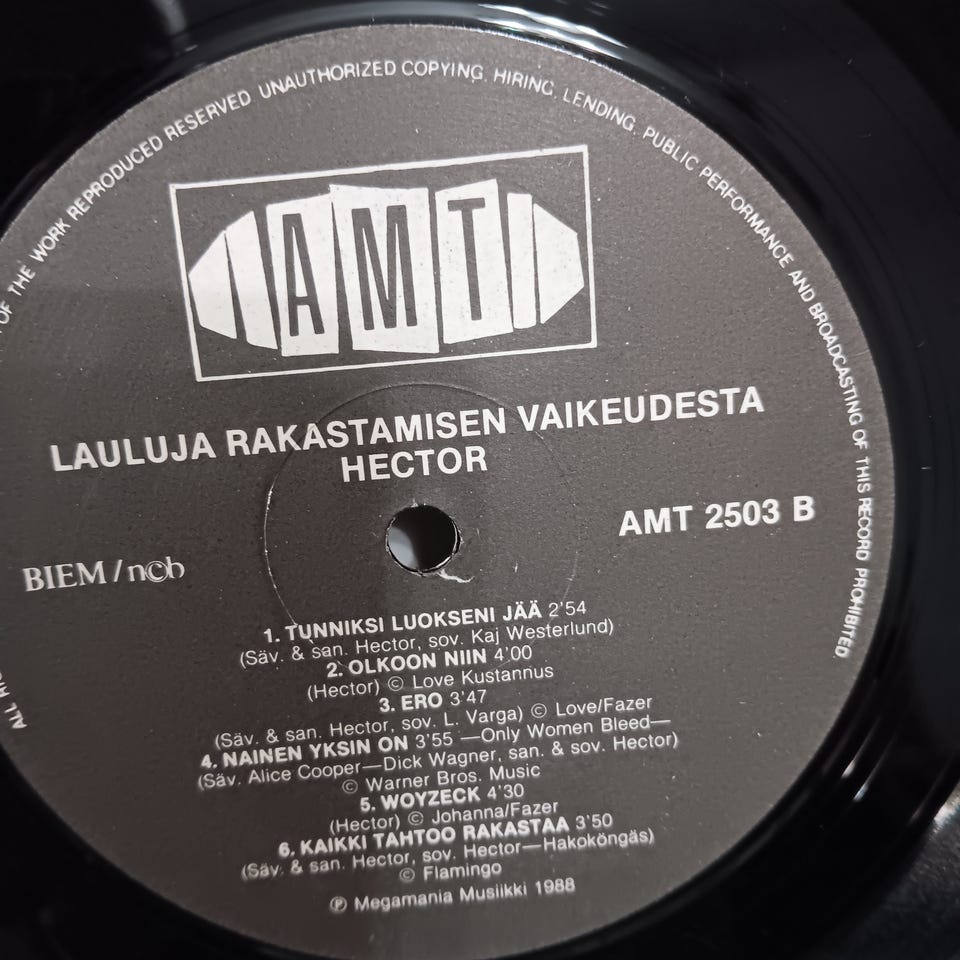 ALL
OF THE WORK REPRODUCED RESERVED UNAUTHORIZED COPYING, HIRING, LENDING, PUBLIC PERFORMANCE AND BROADCASTING OF THIS RECORD PROHIBITED.
AMT
LAULUJA RAKASTAMISEN VAIKEUDESTA
HECTOR
AMT 2503 B
BIEM/n©b
1. TUNNIKSI LUOKSENI JÄÄ 2'54
(Säv. & san. Hector, sov. Kaj Westerlund)
2. OLKOON NIIN 4'00
(Hector) © Love Kustannus
3. ERO 3'47
(Säv. & san. Hector, sov. L. Varga) © Love/Fazer
4. NAINEN YKSIN ON 3'55 —Only Women Bleed—
(Säv. Alice Cooper—Dick Wagner, san. & sov. Hector)
© Warner Bros. Music
5. WOYZECK 4'30
(Hector) © Johanna/Fazer
6. KAIKKI TAHTOO RAKASTAA 3'50
(Säv. & san. Hector, sov. Hector—Hakoköngäs)
© Flamingo
℗ Megamania Musiikki 1988